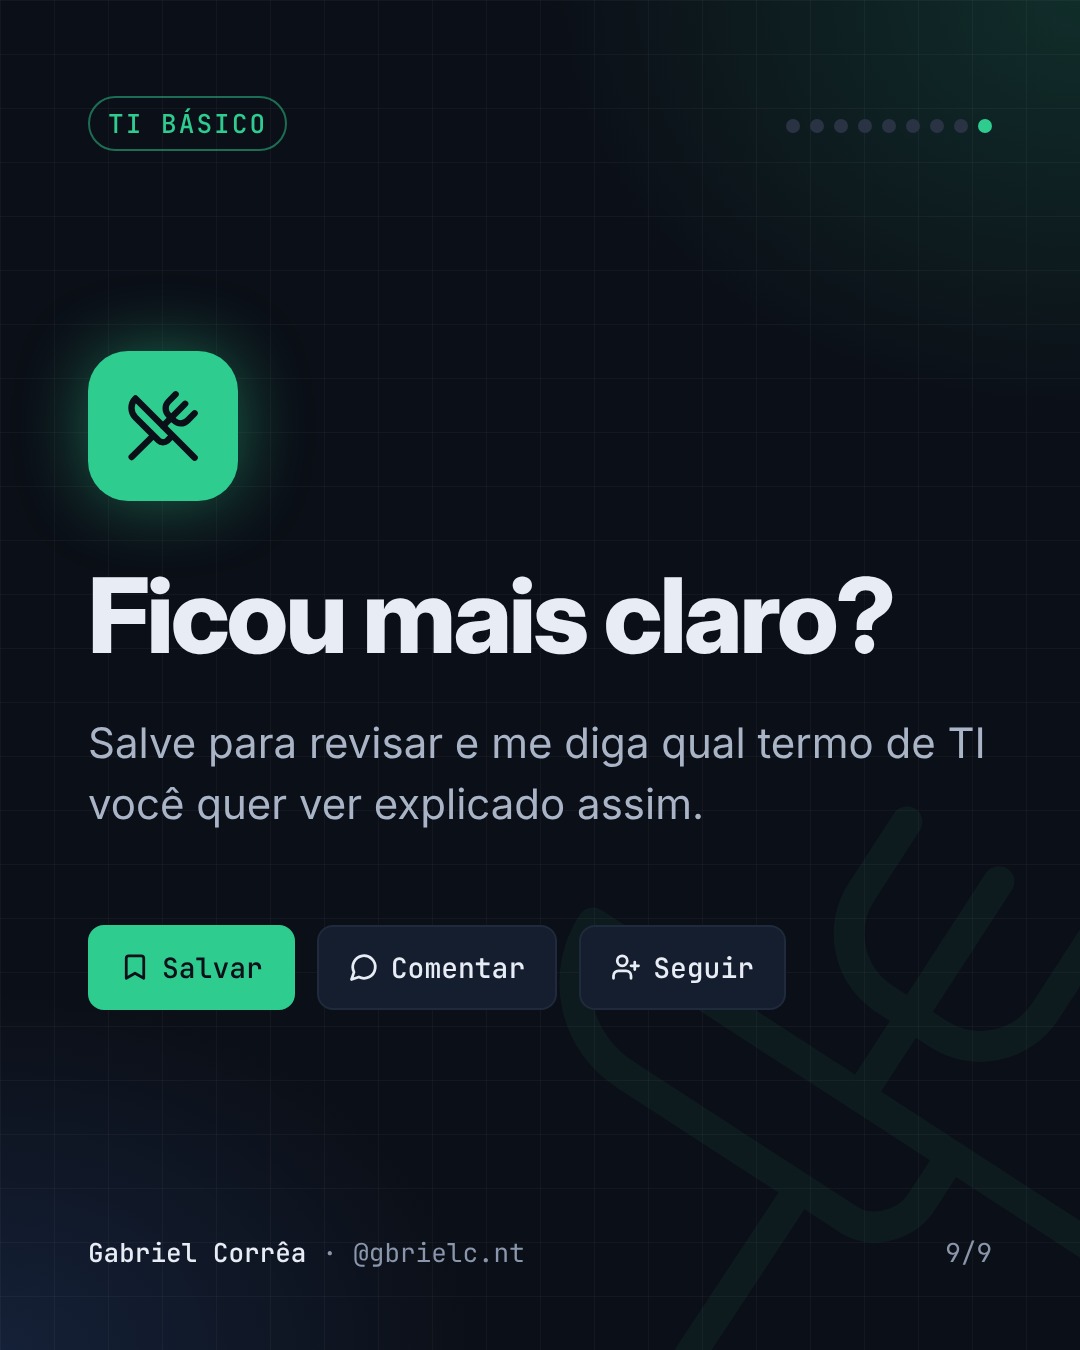 TI BÁSICO
Ficou mais claro?
Salve para revisar e me diga qual termo de TI
você quer ver explicado assim.
Salvar
Comentar
Seguir
Gabriel Corrêa · @gbrielc.nt
9/9